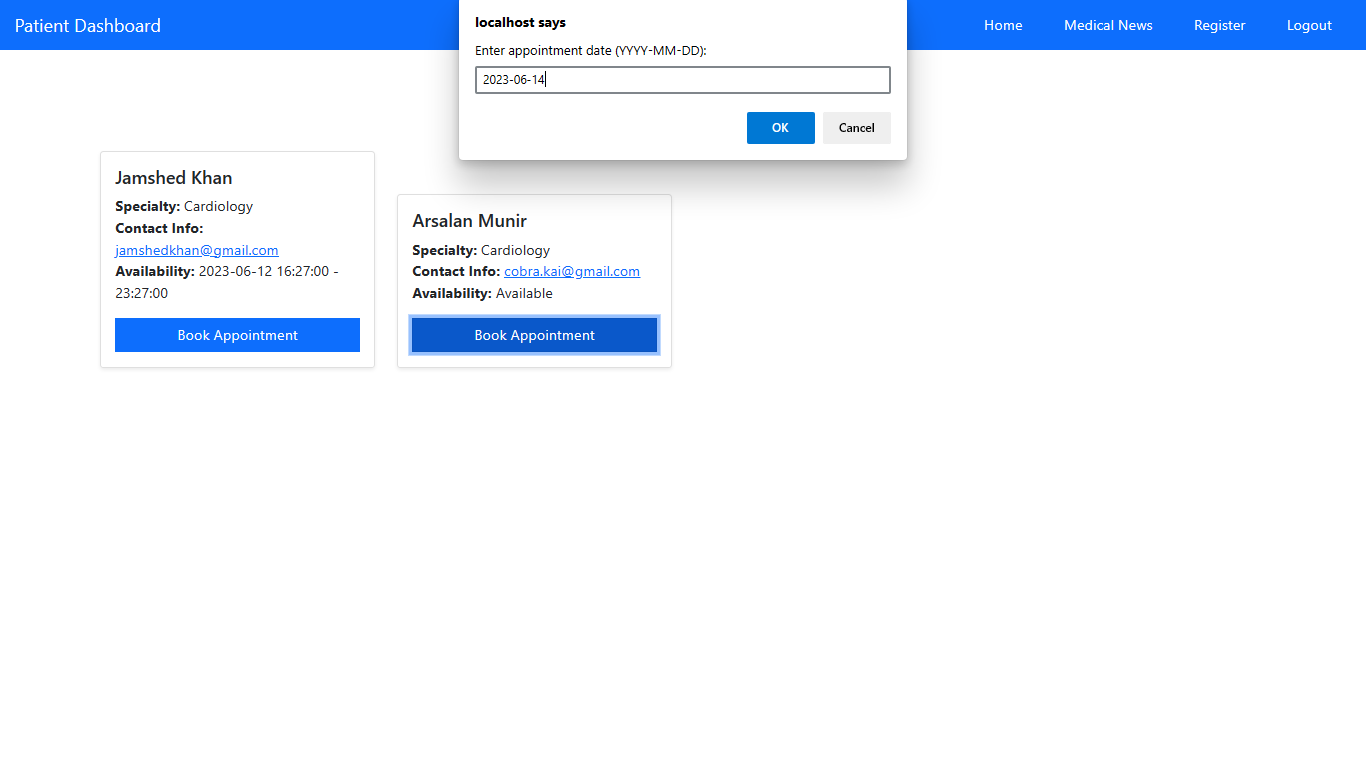 Patient Dashboard
Home
Medical News
Register
Logout
localhost says
Enter appointment date (YYYY-MM-DD):
2023-06-14
OK
Cancel
Jamshed Khan
Specialty: Cardiology
Contact Info:
jamshedkhan@gmail.com
Availability: 2023-06-12 16:27:00 -
23:27:00
Book Appointment
Arsalan Munir
Specialty: Cardiology
Contact Info: cobra.kai@gmail.com
Availability: Available
Book Appointment